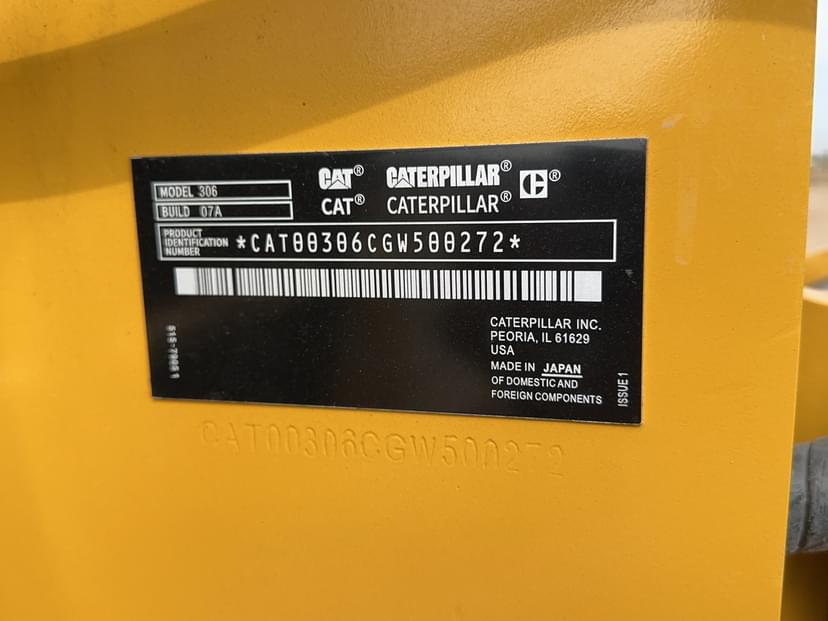 MODEL 306
BUILD 07A
CAT® CATERPILLAR® C®
CAT® CATERPILLAR®
PRODUCT IDENTIFICATION NUMBER
*CAT00306CGW500272*
CATERPILLAR INC.
PEORIA, IL 61629
USA
MADE IN JAPAN
OF DOMESTIC AND
FOREIGN COMPONENTS
ISSUE 1
CAT00306CGW500272